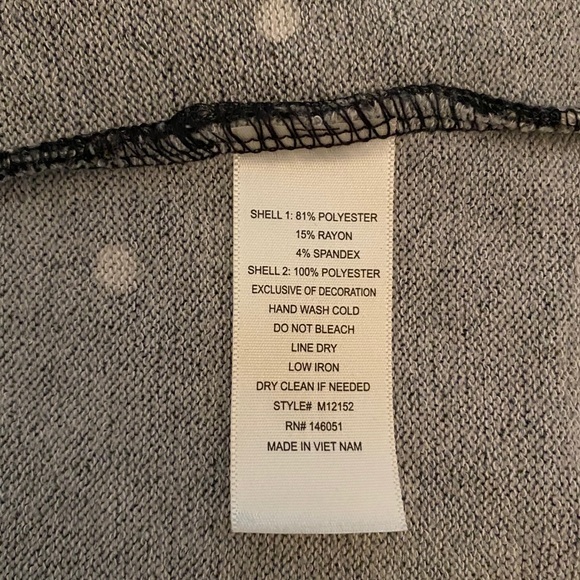 SHELL 1: 81% POLYESTER
15% RAYON
4% SPANDEX
SHELL 2: 100% POLYESTER
EXCLUSIVE OF DECORATION
HAND WASH COLD
DO NOT BLEACH
LINE DRY
LOW IRON
DRY CLEAN IF NEEDED
STYLE# M12152
RN# 146051
MADE IN VIET NAM